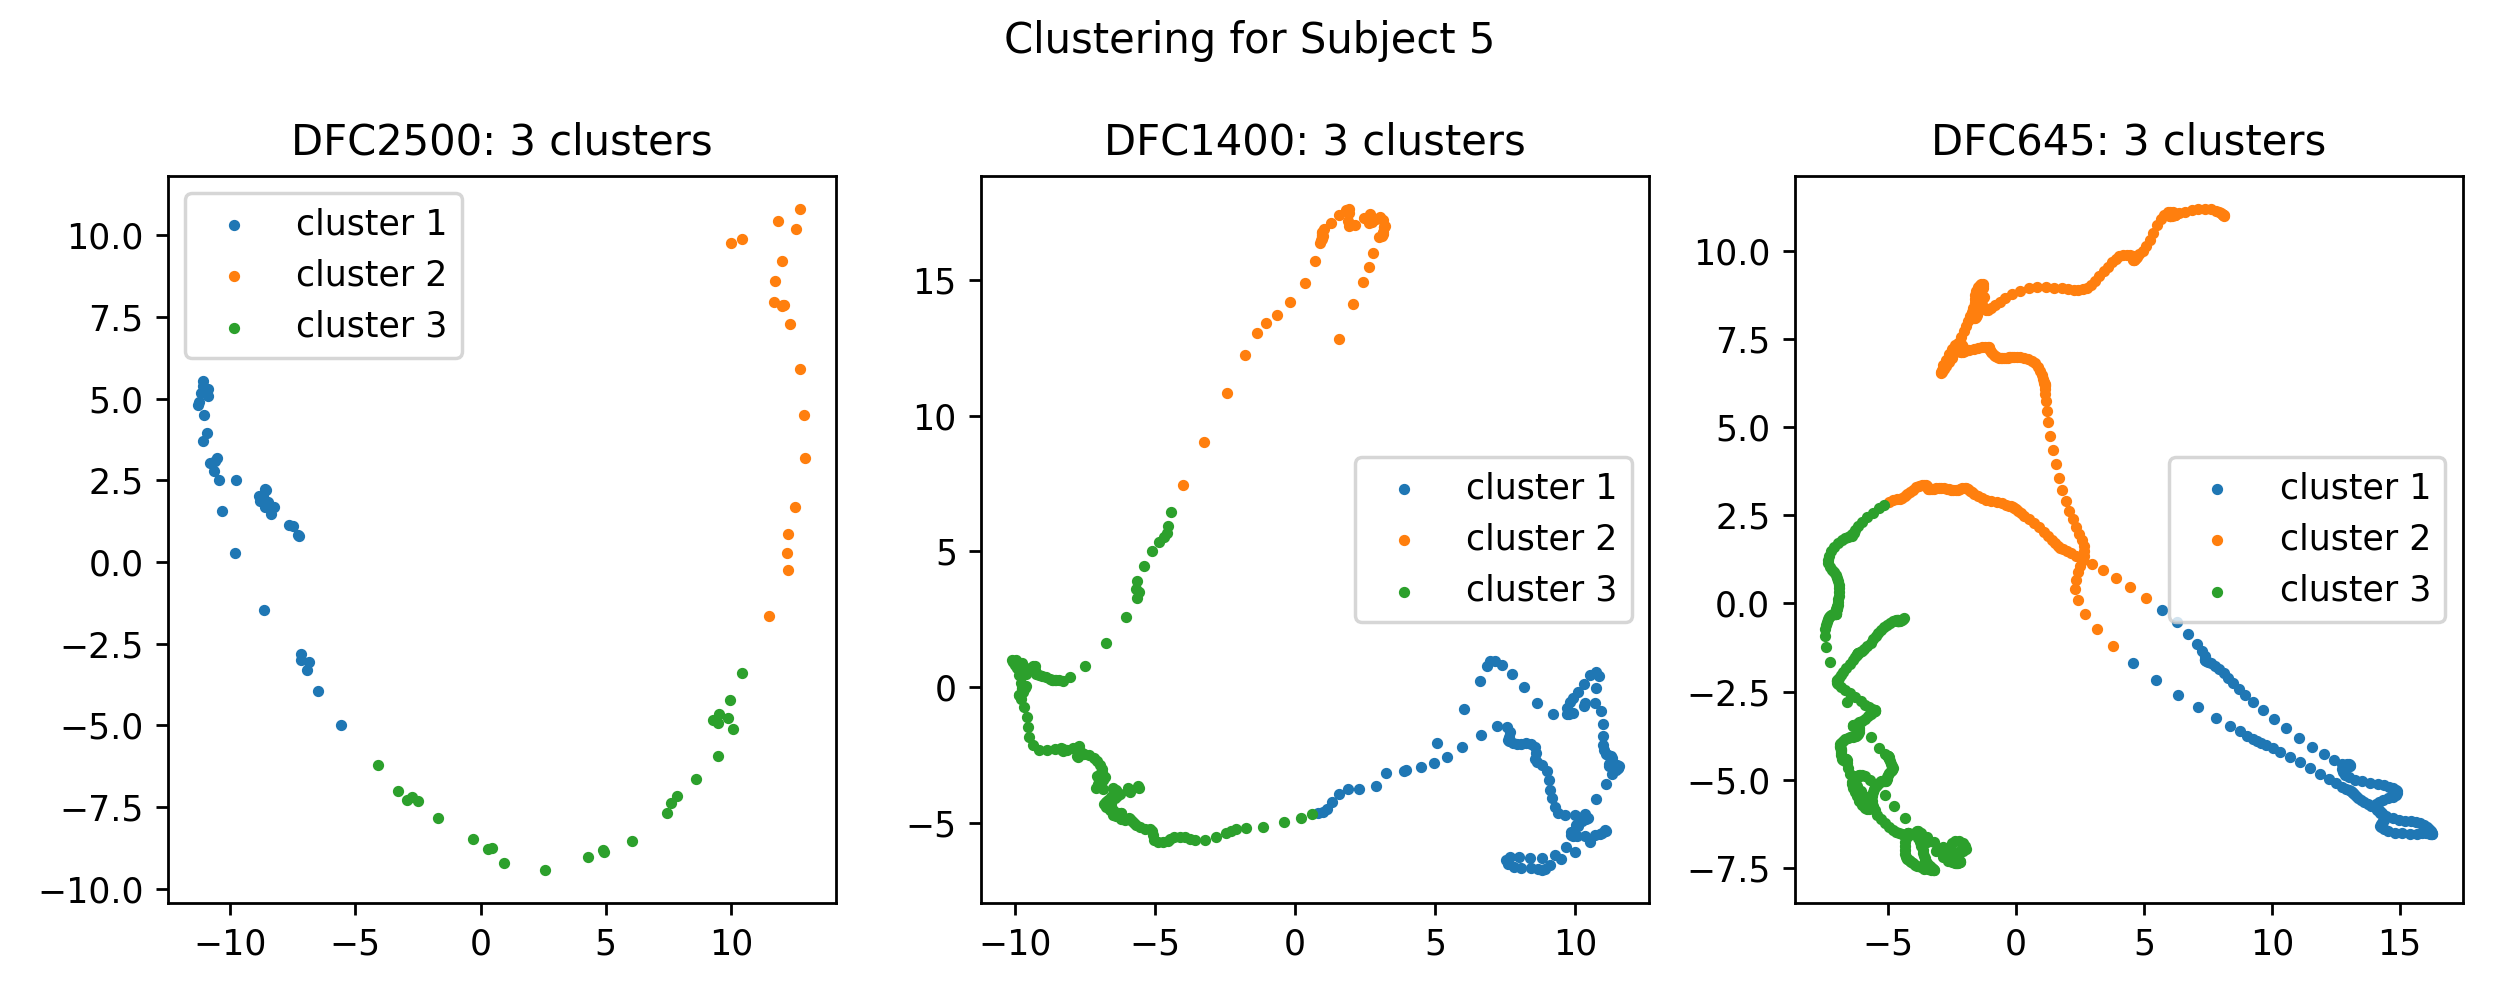 Clustering for Subject 5
DFC2500: 3 clusters
cluster 1
cluster 2
cluster 3
10.0
7.5
5.0
2.5
0.0
−2.5
−5.0
−7.5
−10.0
−10
−5
0
5
10
DFC1400: 3 clusters
cluster 1
cluster 2
cluster 3
15
10
5
0
−5
−10
−5
0
5
10
DFC645: 3 clusters
cluster 1
cluster 2
cluster 3
10.0
7.5
5.0
2.5
0.0
−2.5
−5.0
−7.5
−5
0
5
10
15